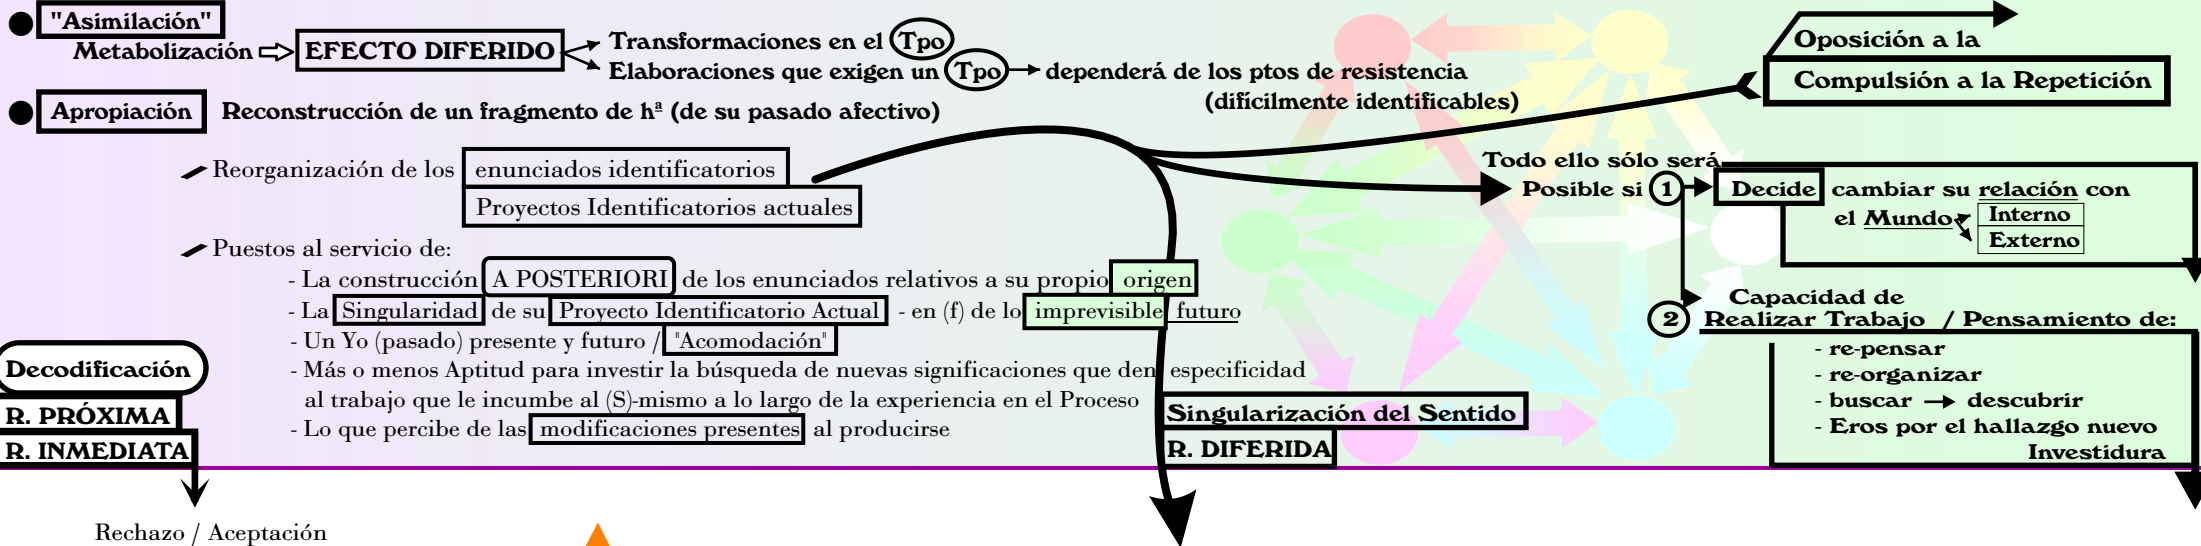 "Asimilación"
Metabolización EFECTO DIFERIDO
Transformaciones en el Tpo
Elaboraciones que exigen un Tpo dependerá de los ptos de resistencia
(difícilmente identificables)
Oposición a la
Compulsión a la Repetición
Apropiación Reconstrucción de un fragmento de hª (de su pasado afectivo)
Reorganización de los enunciados identificatorios
Proyectos Identificatorios actuales
Puestos al servicio de:
- La construcción A POSTERIORI de los enunciados relativos a su propio origen
- La Singularidad de su Proyecto Identificatorio Actual - en (f) de lo imprevisible futuro
- Un Yo (pasado) presente y futuro / "Acomodación"
- Más o menos Aptitud para investir la búsqueda de nuevas significaciones que den especificidad
al trabajo que le incumbe al (S)-mismo a lo largo de la experiencia en el Proceso
- Lo que percibe de las modificaciones presentes al producirse
Todo ello sólo será
Posible si 1 Decide cambiar su relación con
el Mundo Interno
Externo
2 Capacidad de
Realizar Trabajo / Pensamiento de:
- re-pensar
- re-organizar
- buscar → descubrir
- Eros por el hallazgo nuevo
Investidura
Decodificación
R. PRÓXIMA
R. INMEDIATA
Singularización del Sentido
R. DIFERIDA
Rechazo / Aceptación